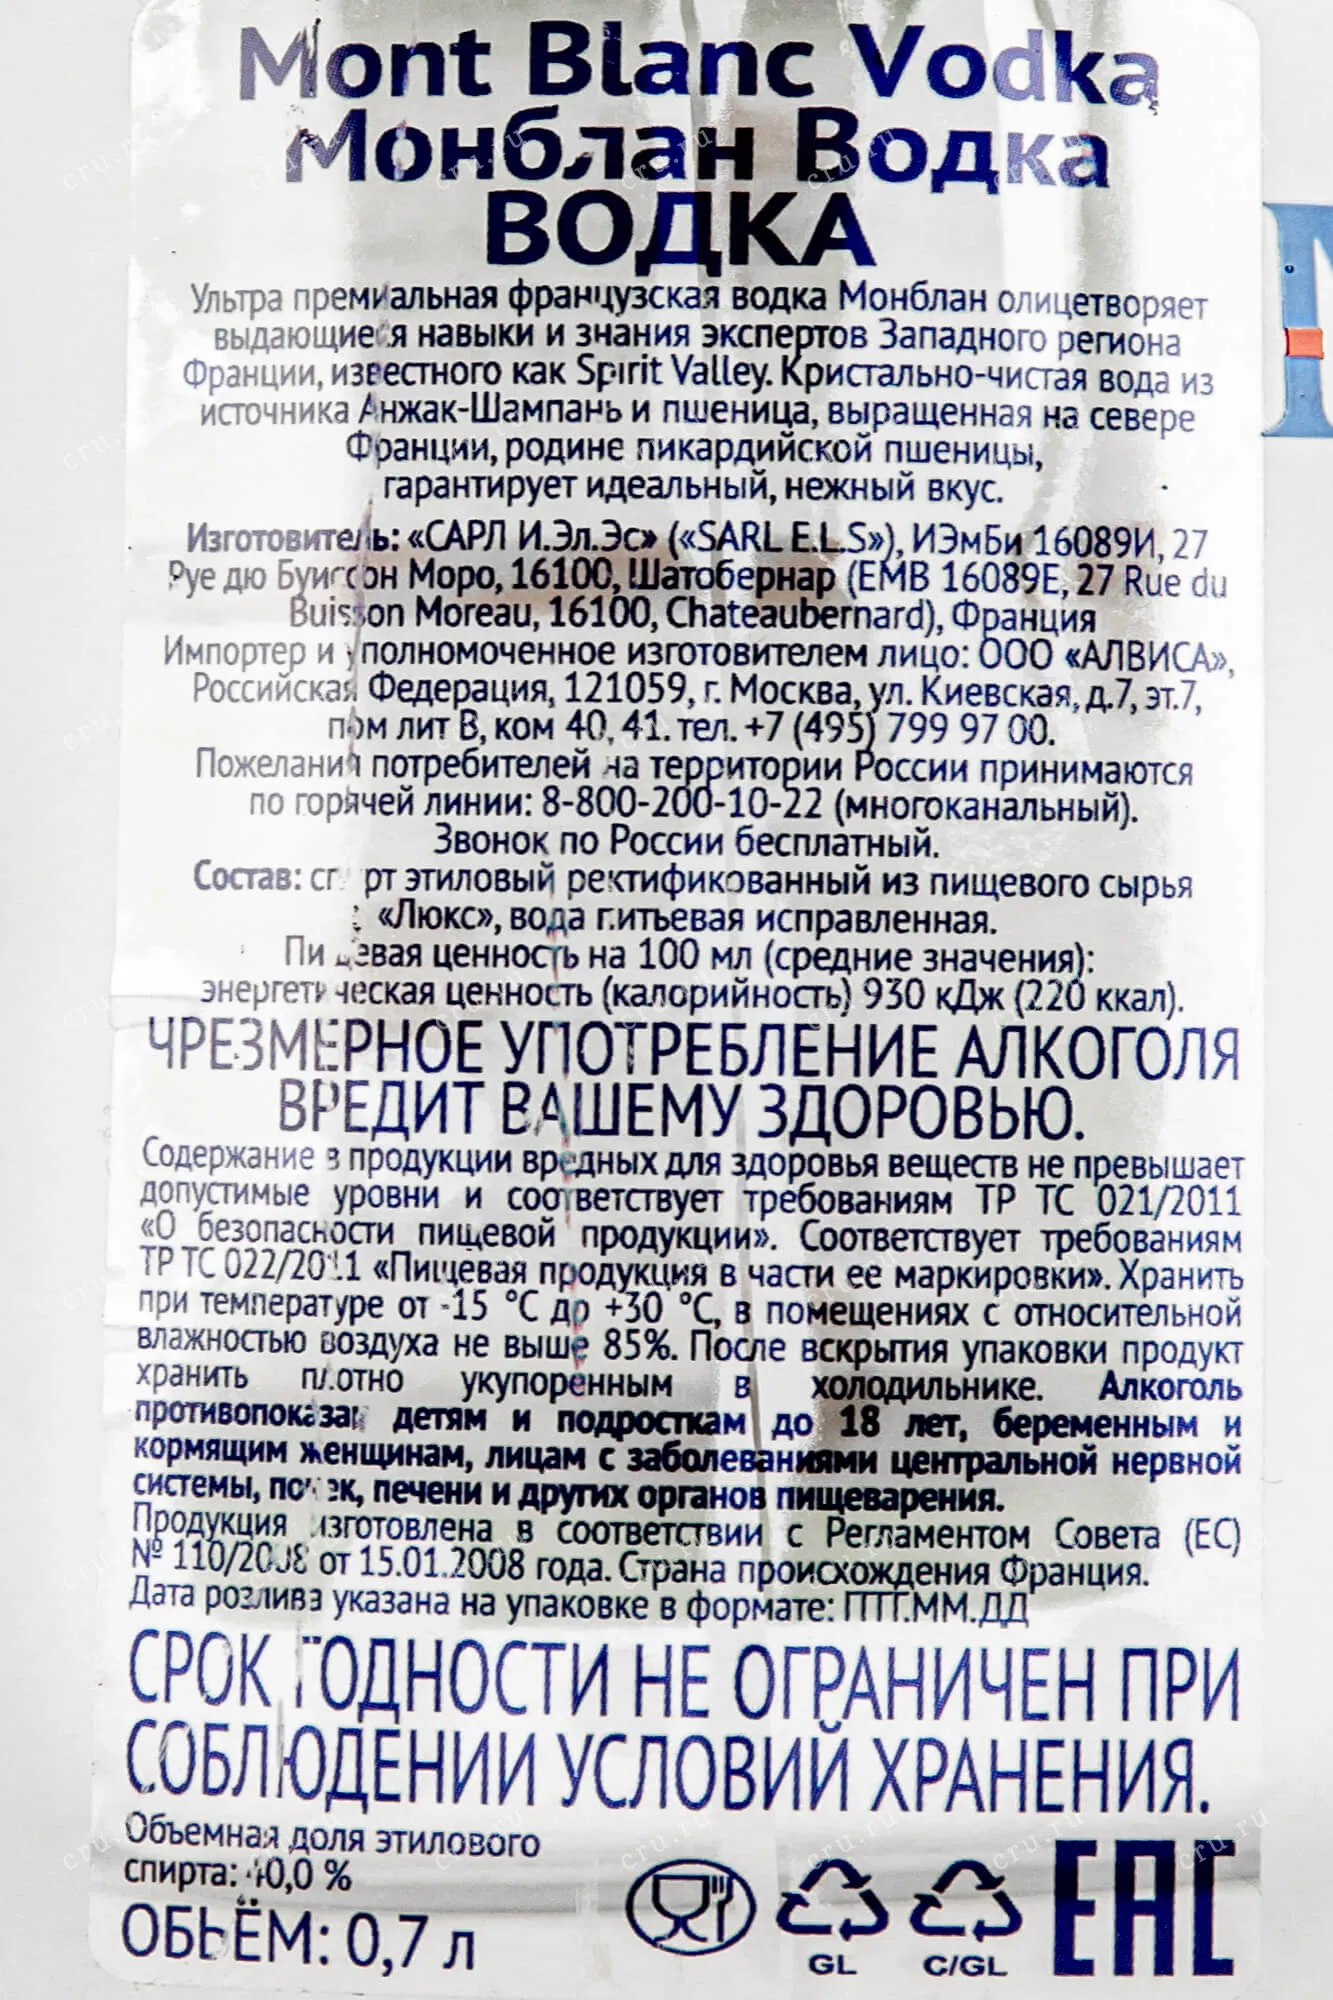 Mont Blanc Vodka
Монблан Водка
ВОДКА
Ультра премиальная французская водка Монблан олицетворяет
выдающиеся навыки и знания экспертов Западного региона
Франции, известного как Spirit Valley. Кристально-чистая вода из
источника Анжак-Шампань и пшеница, выращенная на севере
Франции, родине пикардийской пшеницы,
гарантирует идеальный, нежный вкус.
Изготовитель: «САРЛ И.Эл.Эс» («SARL E.L.S»), ИЭмБи 16089И, 27
Руе дю Буиссон Моро, 16100, Шатобернар (EMB 16089E, 27 Rue du
Buisson Moreau, 16100, Chateaubernard), Франция
Импортер и уполномоченное изготовителем лицо: ООО «АЛВИСА»,
Российская Федерация, 121059, г. Москва, ул. Киевская, д.7, эт.7,
пом лит В, ком 40, 41. тел. +7 (495) 799 97 00.
Пожелания потребителей на территории России принимаются
по горячей линии: 8-800-200-10-22 (многоканальный).
Звонок по России бесплатный.
Состав: спирт этиловый ректификованный из пищевого сырья
«Люкс», вода питьевая исправленная.
Пищевая ценность на 100 мл (средние значения):
энергетическая ценность (калорийность) 930 кДж (220 ккал).
ЧРЕЗМЕРНОЕ УПОТРЕБЛЕНИЕ АЛКОГОЛЯ
ВРЕДИТ ВАШЕМУ ЗДОРОВЬЮ.
Содержание в продукции вредных для здоровья веществ не превышает
допустимые уровни и соответствует требованиям ТР ТС 021/2011
«О безопасности пищевой продукции». Соответствует требованиям
ТР ТС 022/2011 «Пищевая продукция в части ее маркировки». Хранить
при температуре от -15 °С до +30 °С, в помещениях с относительной
влажностью воздуха не выше 85%. После вскрытия упаковки продукт
хранить плотно укупоренным в холодильнике. Алкоголь
противопоказан детям и подросткам до 18 лет, беременным и
кормящим женщинам, лицам с заболеваниями центральной нервной
системы, почек, печени и других органов пищеварения.
Продукция изготовлена в соответствии с Регламентом Совета (ЕС)
№ 110/2008 от 15.01.2008 года. Страна происхождения Франция.
Дата розлива указана на упаковке в формате: ГГГГ.ММ.ДД
СРОК ГОДНОСТИ НЕ ОГРАНИЧЕН ПРИ
СОБЛЮДЕНИИ УСЛОВИЙ ХРАНЕНИЯ.
Объемная доля этилового
спирта: 40,0 %
ОБЪЁМ: 0,7 л
GL
C/GL
EAC